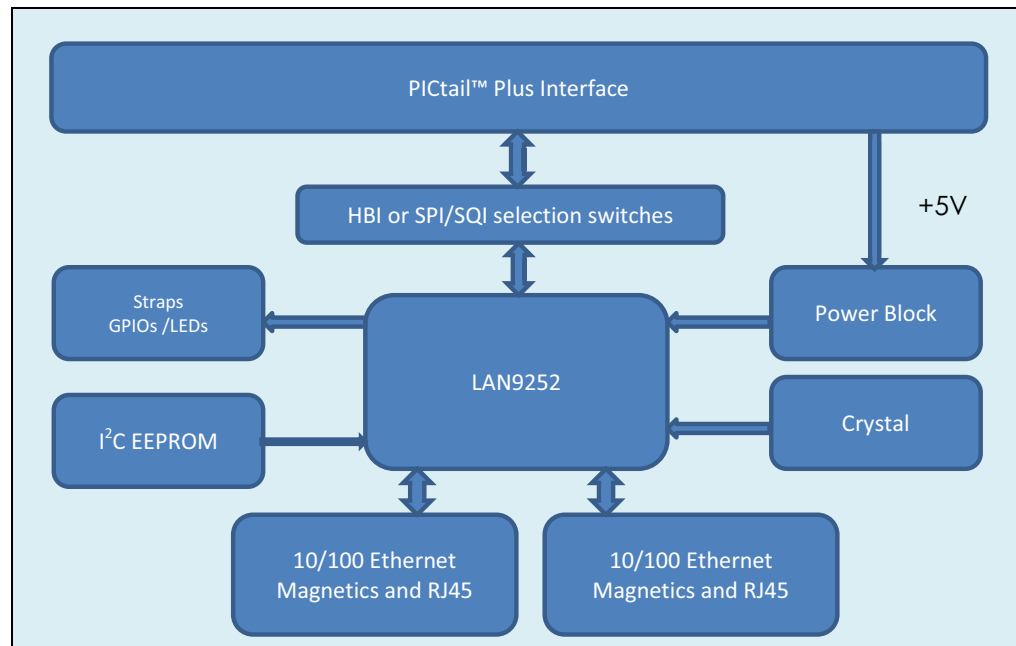 PICtail™ Plus Interface
HBI or SPI/SQI selection switches
+5V
Straps
GPIOs /LEDs
Power Block
LAN9252
I²C EEPROM
Crystal
10/100 Ethernet
Magnetics and RJ45
10/100 Ethernet
Magnetics and RJ45